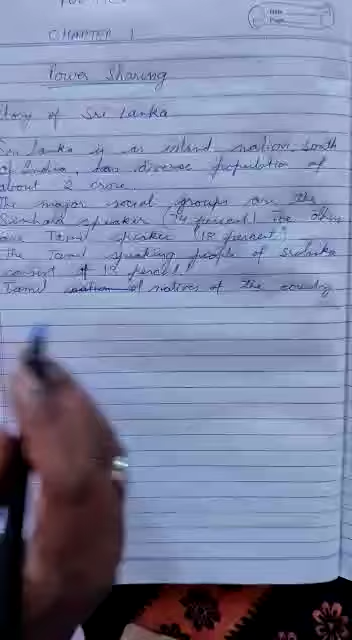 CHAPTER 1
Power Sharing
Story of Sri Lanka
Sri Lanka is an island nation, South
of India, has diverse population of
about 2 crore.
The major social groups are the
Sinhala speaker (74 percent) The other
are Tamil speaker (18 percent)
The Tamil speaking people of Srilanka
consist of 18 percent
Tamil of natives of the country